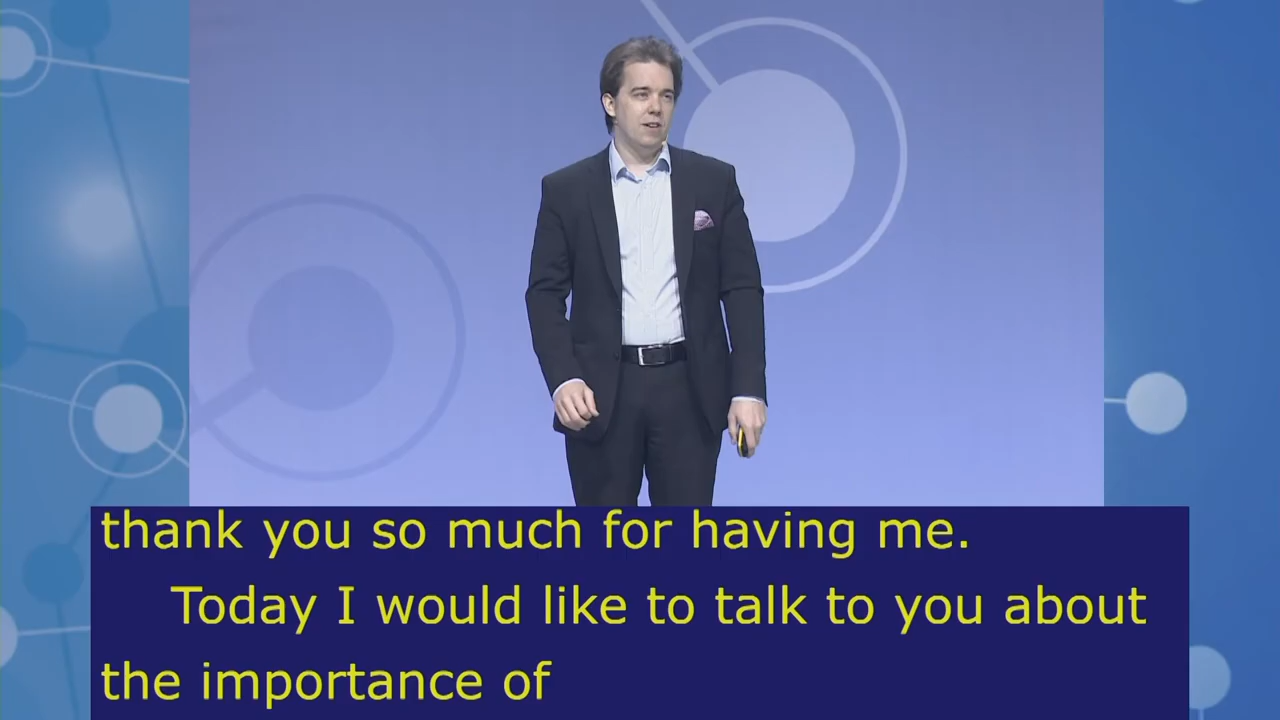 thank you so much for having me.
Today I would like to talk to you about
the importance of